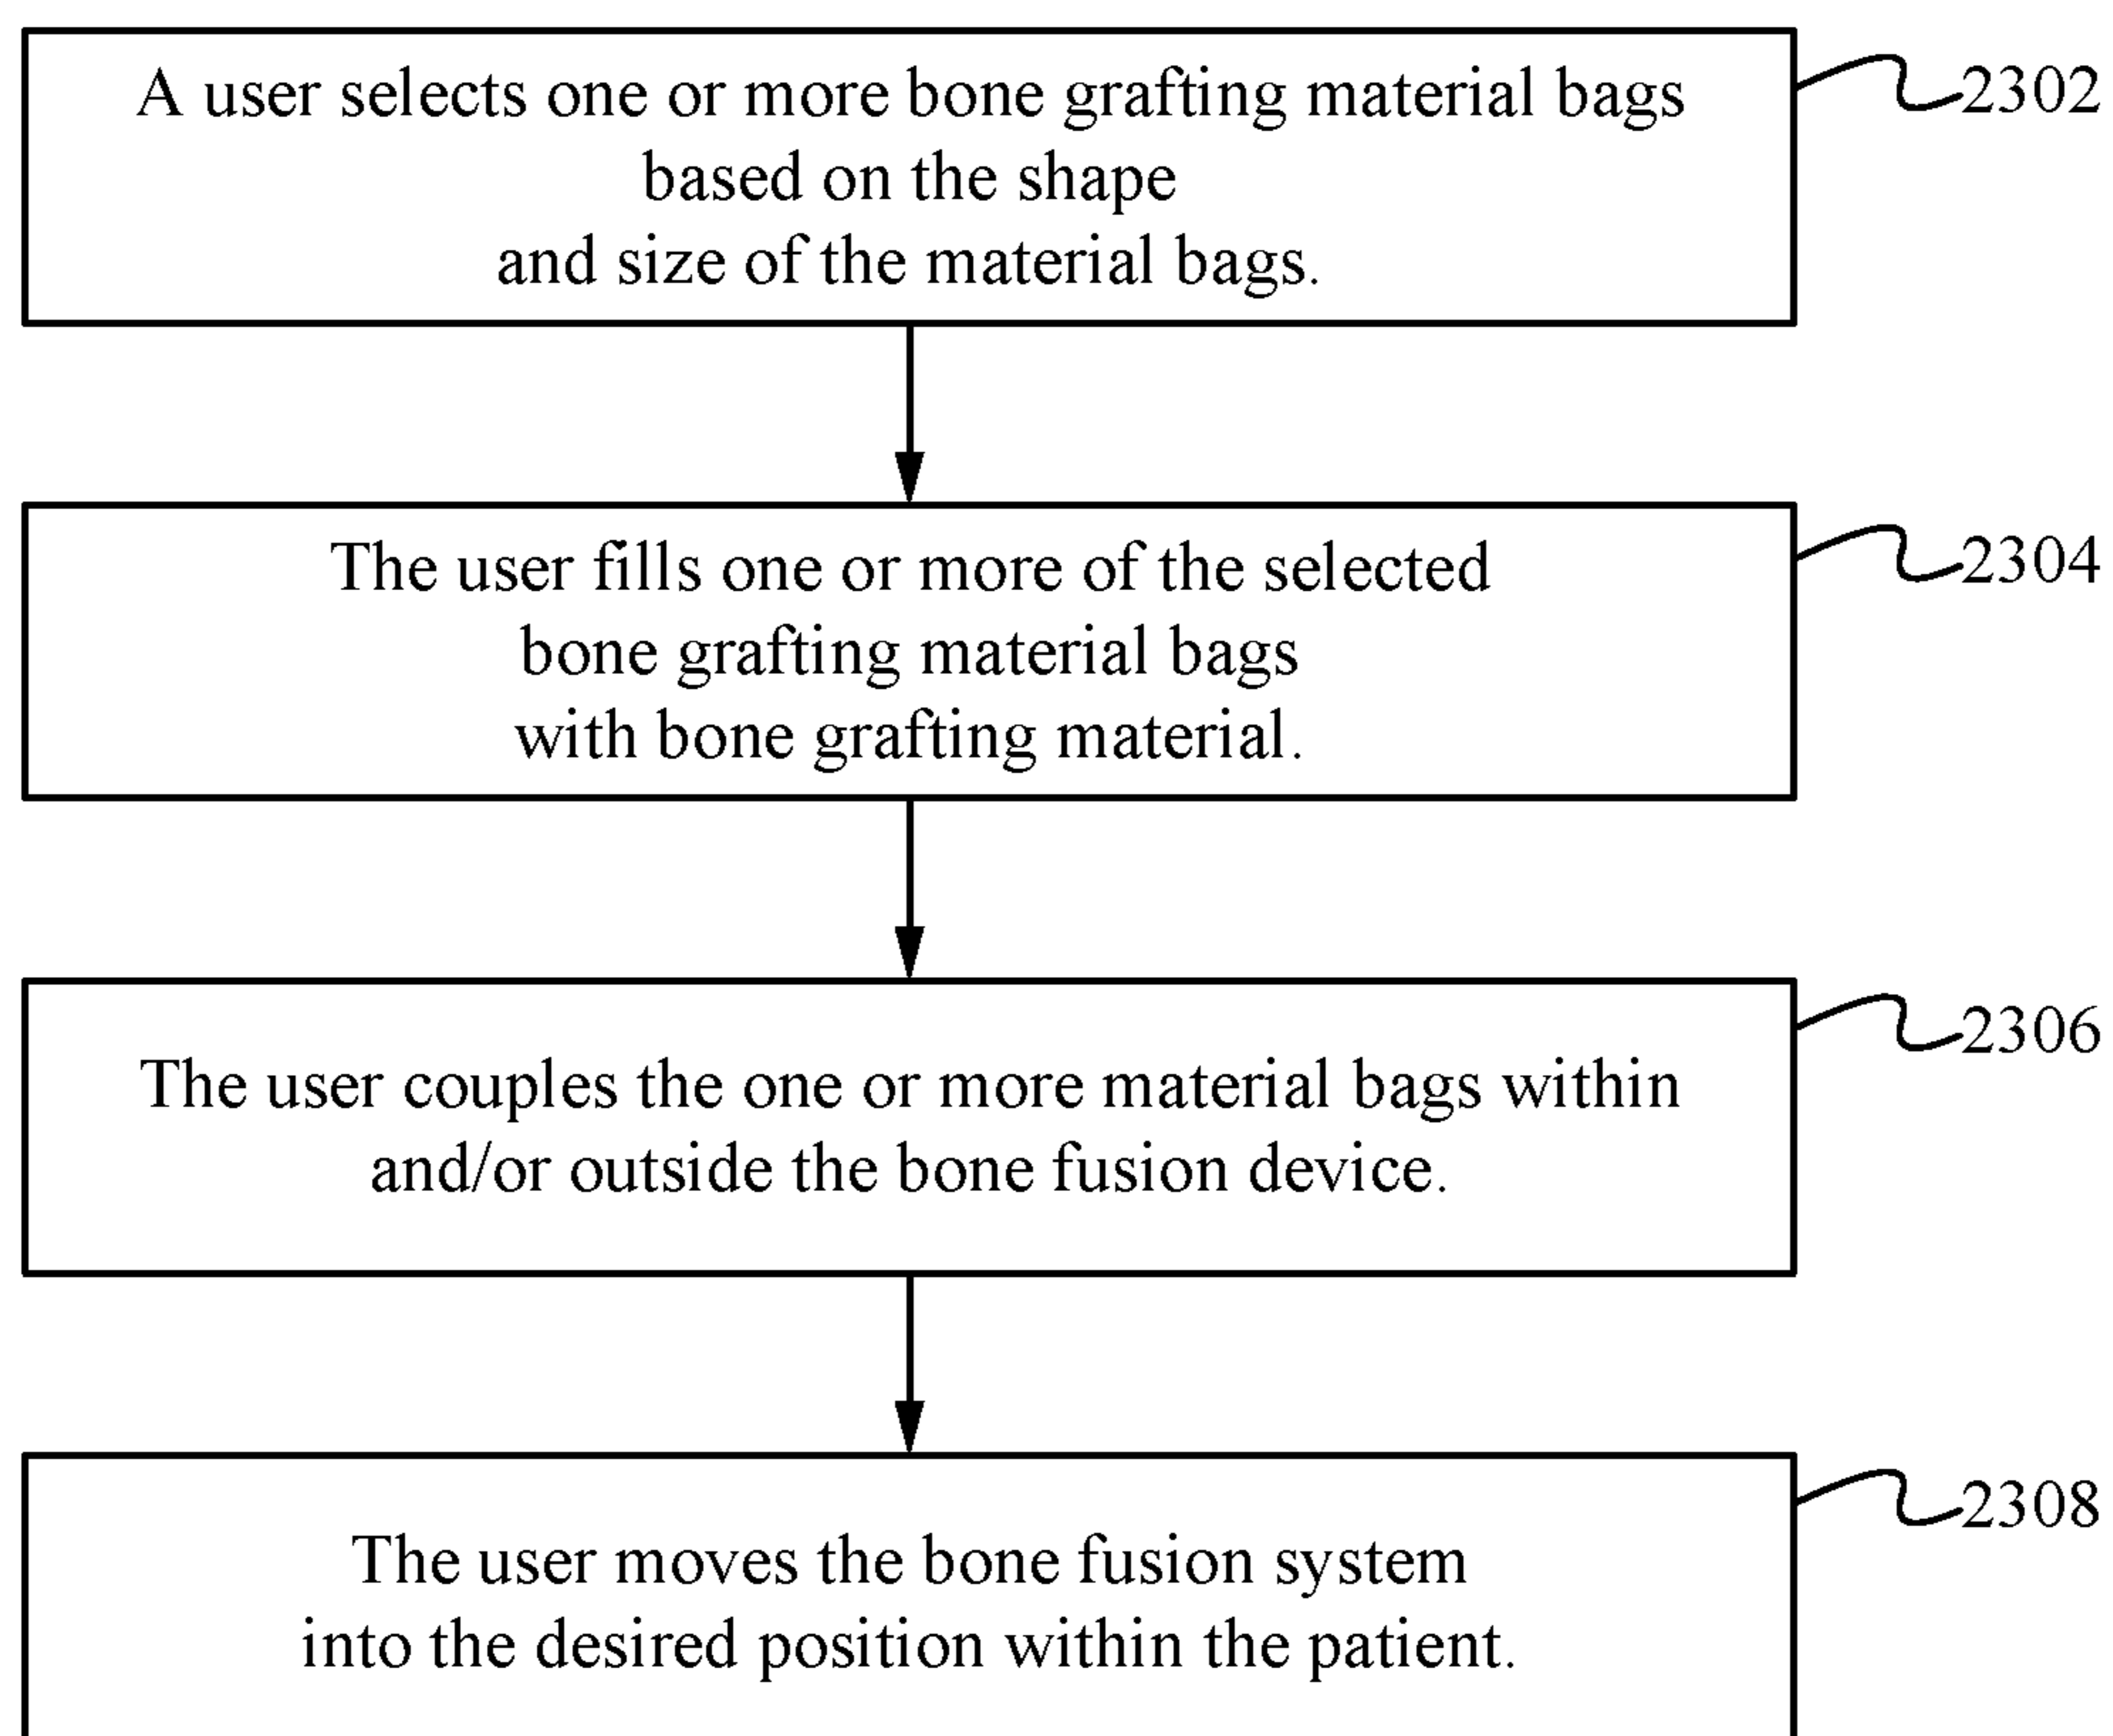 A user selects one or more bone grafting material bags
based on the shape
and size of the material bags.
2302
The user fills one or more of the selected
bone grafting material bags
with bone grafting material.
2304
The user couples the one or more material bags within
and/or outside the bone fusion device.
2306
The user moves the bone fusion system
into the desired position within the patient.
2308